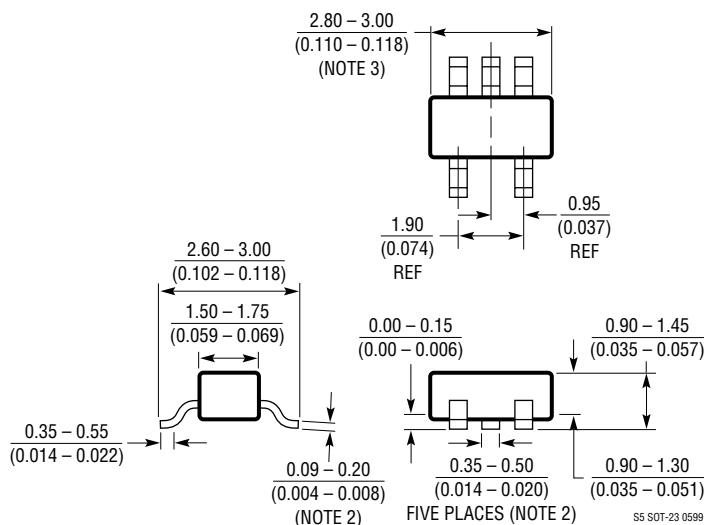 2.80 – 3.00
(0.110 – 0.118)
(NOTE 3)
1.90
(0.074)
REF
0.95
(0.037)
REF
2.60 – 3.00
(0.102 – 0.118)
1.50 – 1.75
(0.059 – 0.069)
0.00 – 0.15
(0.00 – 0.006)
0.90 – 1.45
(0.035 – 0.057)
0.35 – 0.55
(0.014 – 0.022)
0.09 – 0.20
(0.004 – 0.008)
(NOTE 2)
0.35 – 0.50
(0.014 – 0.020)
FIVE PLACES (NOTE 2)
0.90 – 1.30
(0.035 – 0.051)
S5 SOT-23 0599